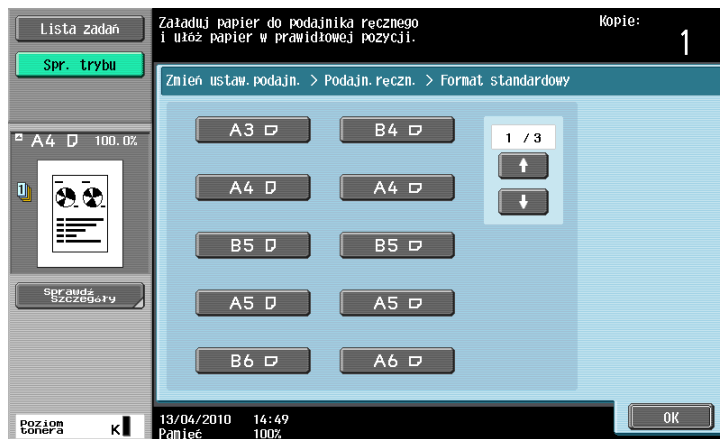 Lista zadań
Spr. trybu
Załaduj papier do podajnika ręcznego
i ułóż papier w prawidłowej pozycji.
Kopie:
1
Zmień ustaw.podajn. > Podajn.ręczn. > Format standardowy
A4 100.0%
1
Sprawdź
Szczegóły
A3 B4
A4 A4
B5 B5
A5 A5
B6 A6
1 / 3
↑
↓
Poziom
tonera K
13/04/2010 14:49
Pamięć 100%
OK